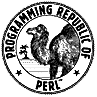 PROGRAMMING REPUBLIC OF
PERL